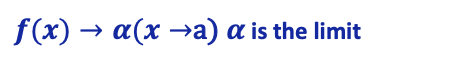 f(x) → α(x →a) α is the limit